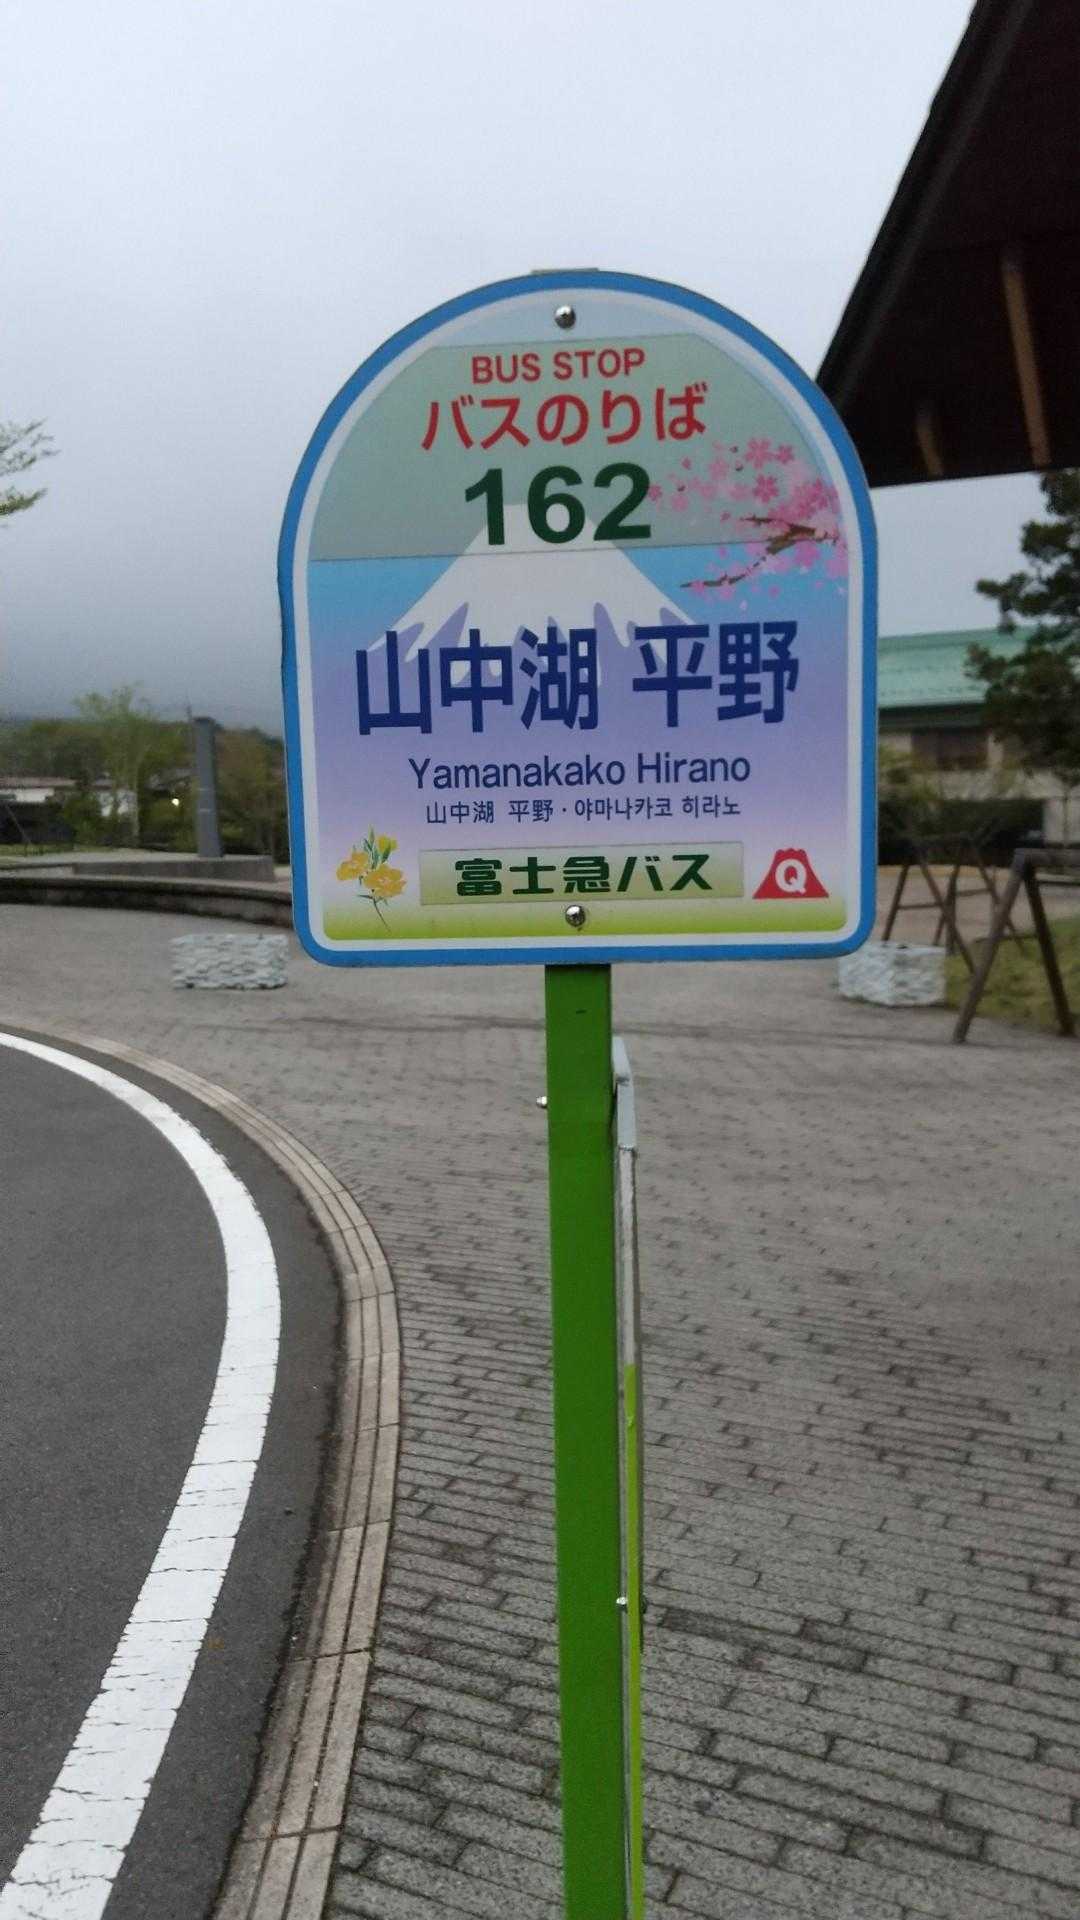 BUS STOP
バスのりば
162
山中湖 平野
Yamanakako Hirano
山中湖 平野・야마나카코 히라노
富士急バス
Q